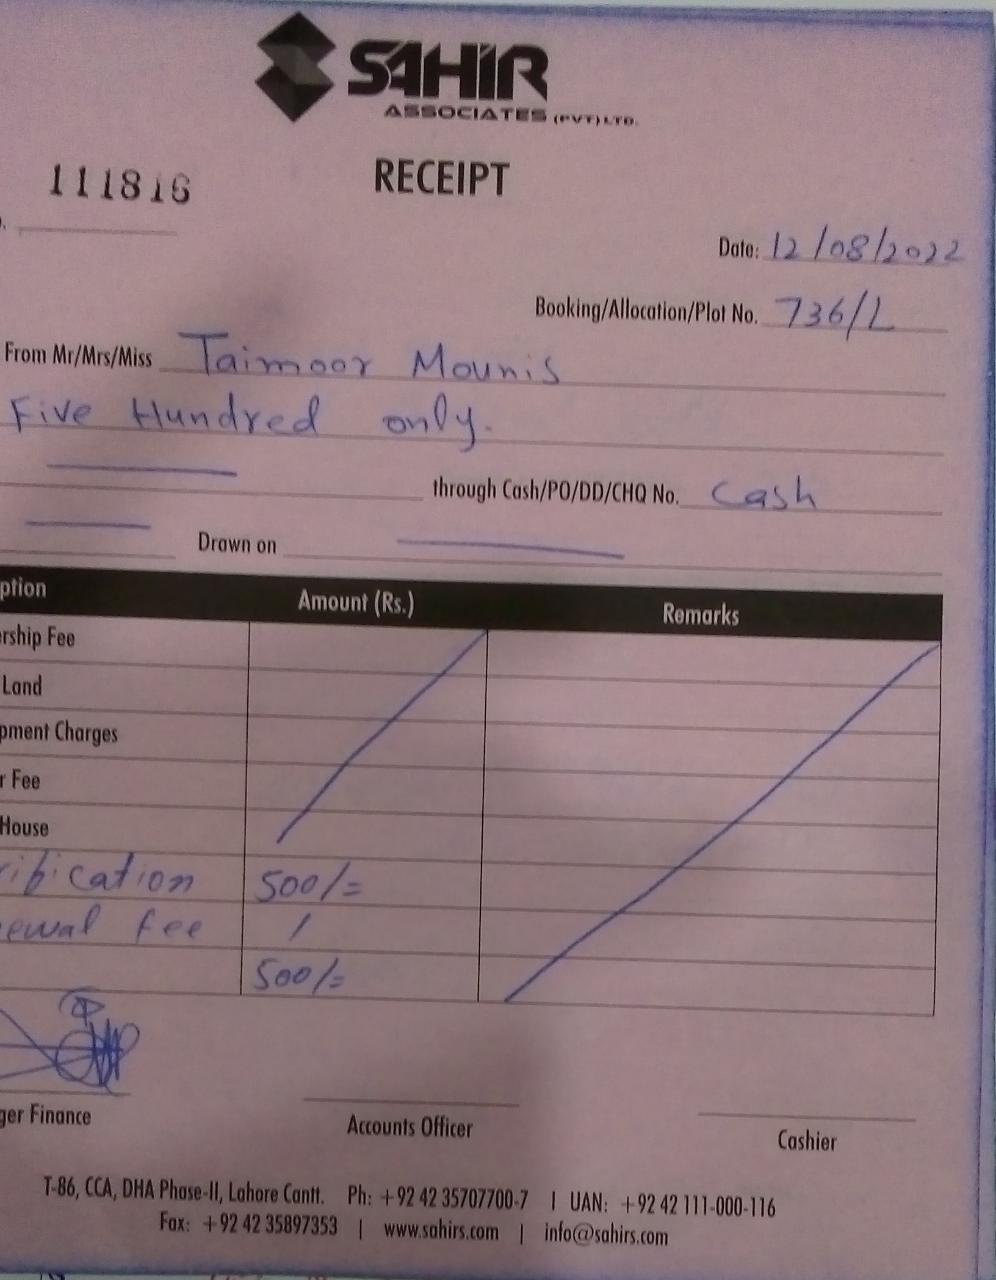 SAHIR
ASSOCIATES (PVT) LTD.
RECEIPT
111816
Date: 12/08/2022
Booking/Allocation/Plot No. 736/L
From Mr/Mrs/Miss Taimoor Mounis
Five Hundred only.
through Cash/PO/DD/CHQ No. Cash
Drawn on
ption Amount (Rs.) Remarks
ership Fee
Land
pment Charges
r Fee
House
rification 500/=
ewal fee /
500/=
ger Finance Accounts Officer Cashier
T-86, CCA, DHA Phase-II, Lahore Cantt. Ph: +92 42 35707700-7 | UAN: +92 42 111-000-116
Fax: +92 42 35897353 | www.sahirs.com | info@sahirs.com